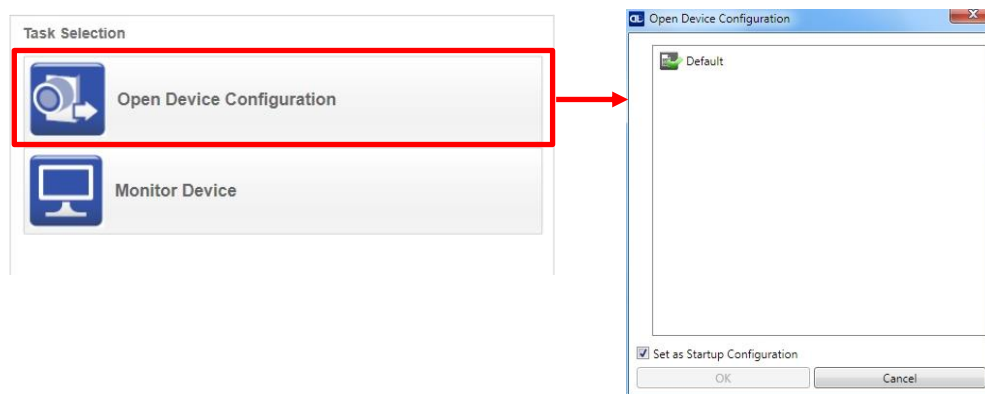 Task Selection
Open Device Configuration
Monitor Device
Open Device Configuration
Default
Set as Startup Configuration
OK
Cancel